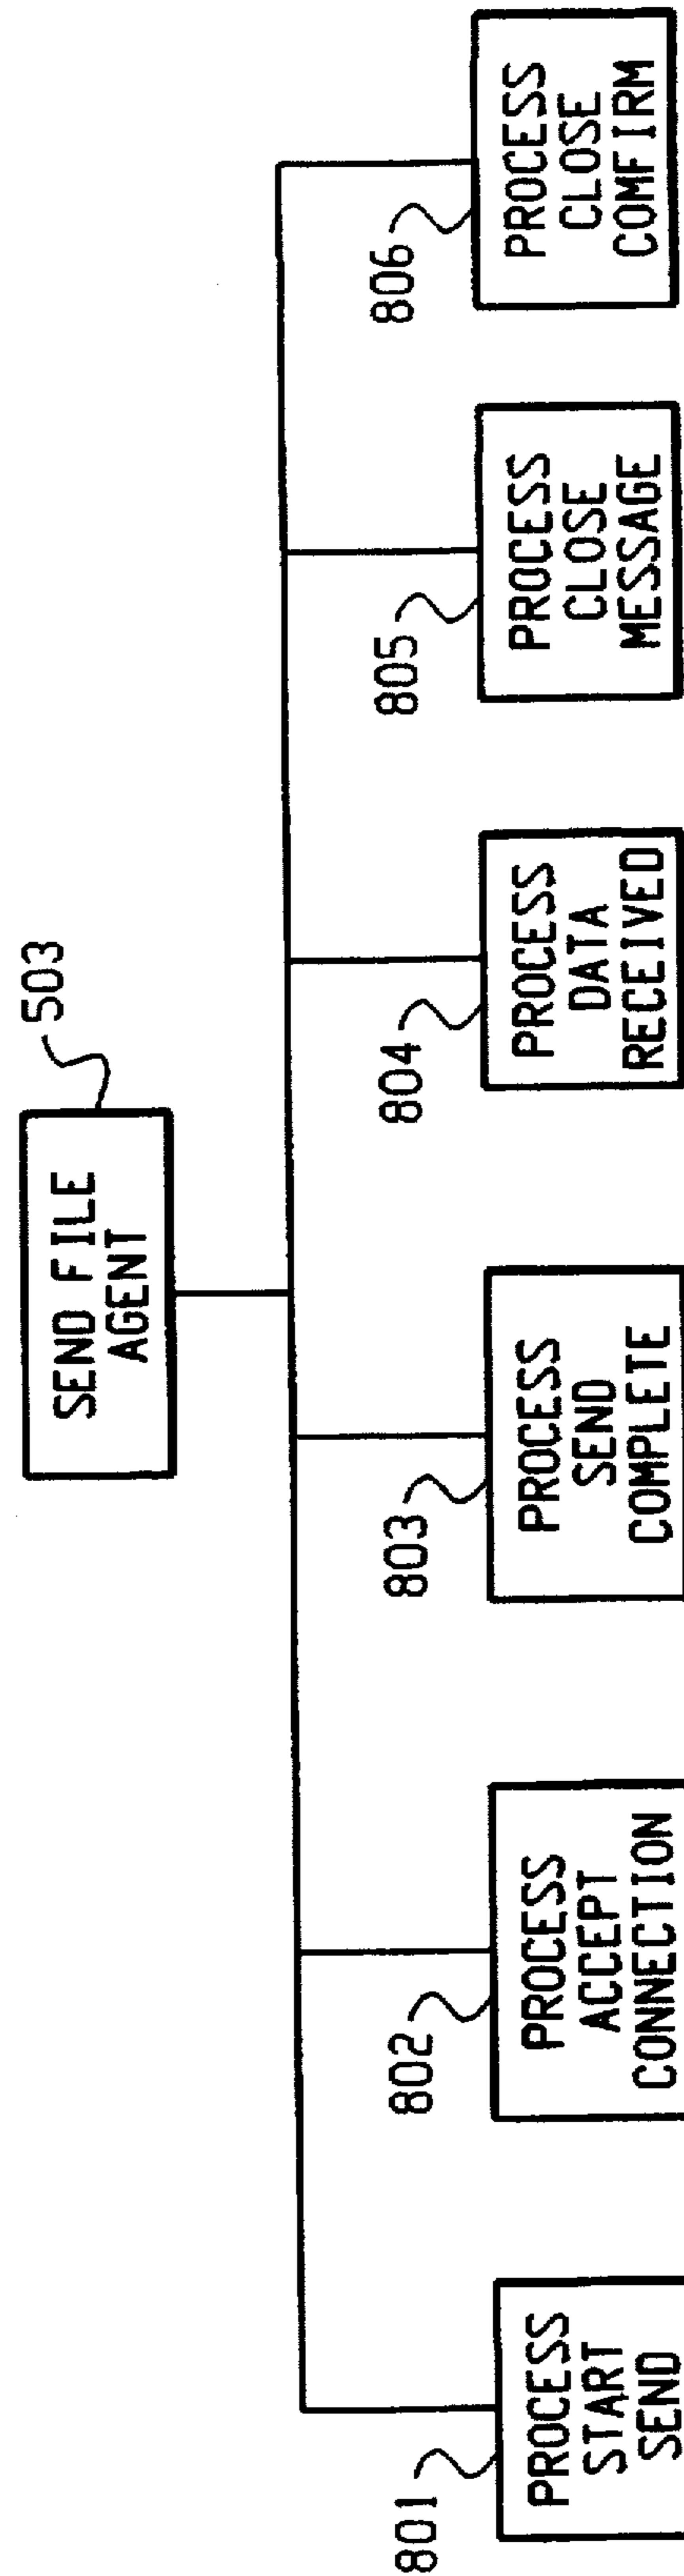 SEND FILE
AGENT
503
801
PROCESS
START
SEND
802
PROCESS
ACCEPT
CONNECTION
803
PROCESS
SEND
COMPLETE
804
PROCESS
DATA
RECEIVED
805
PROCESS
CLOSE
MESSAGE
806
PROCESS
CLOSE
COMFIRM